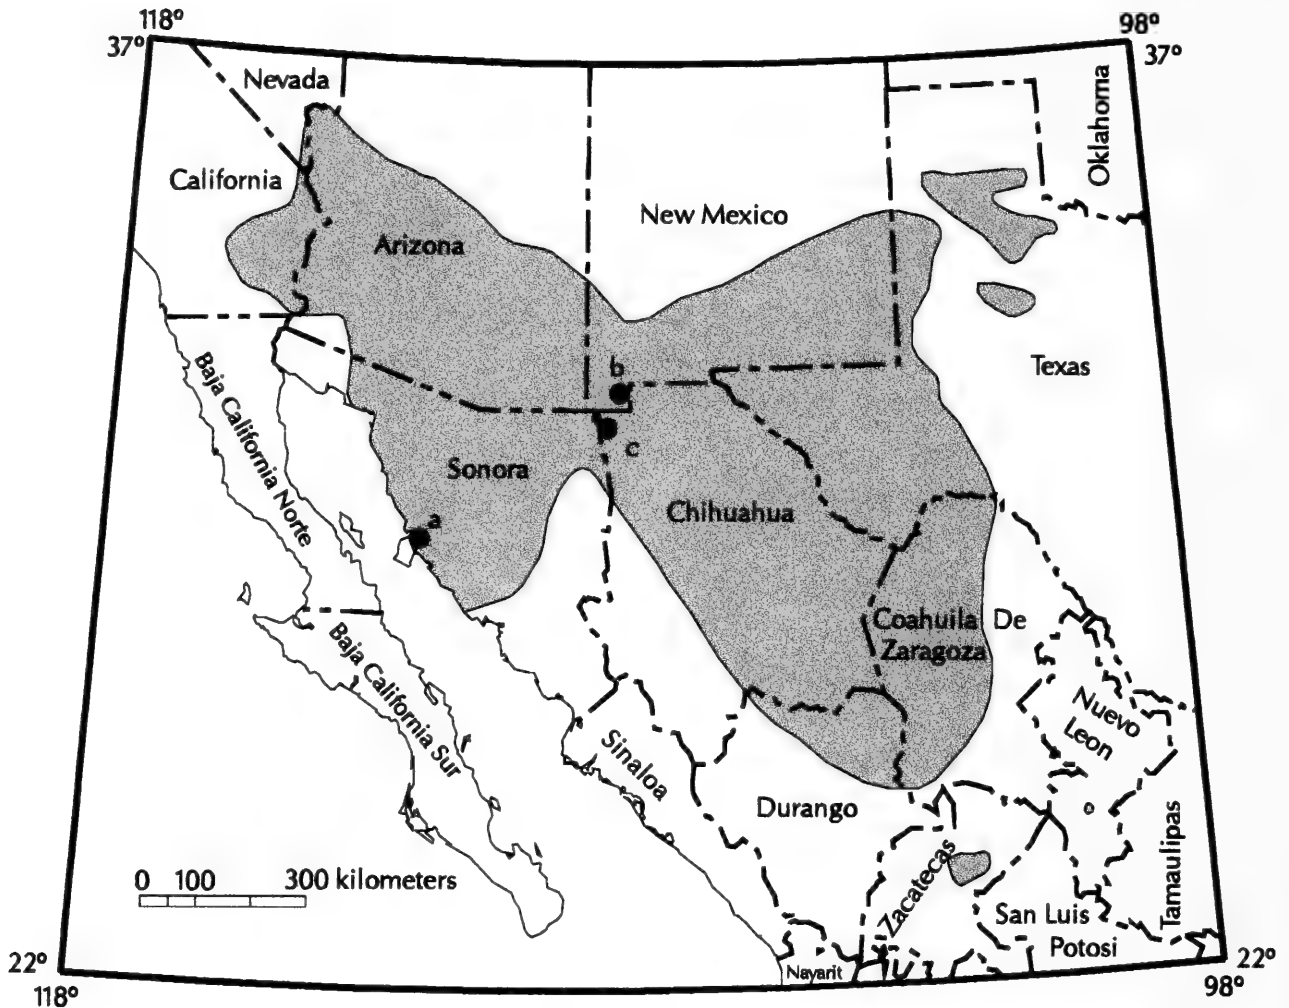 118°
98°
37°
37°
Nevada
Oklahoma
California
New Mexico
Arizona
Texas
b
Baja California Norte
c
Sonora
Chihuahua
a
Coahuila De
Zaragoza
Baja California Sur
Nuevo
Leon
Sinaloa
Durango
Tamaulipas
Zacatecas
0 100 300 kilometers
San Luis
Potosi
Nayarit
22°
22°
118°
98°